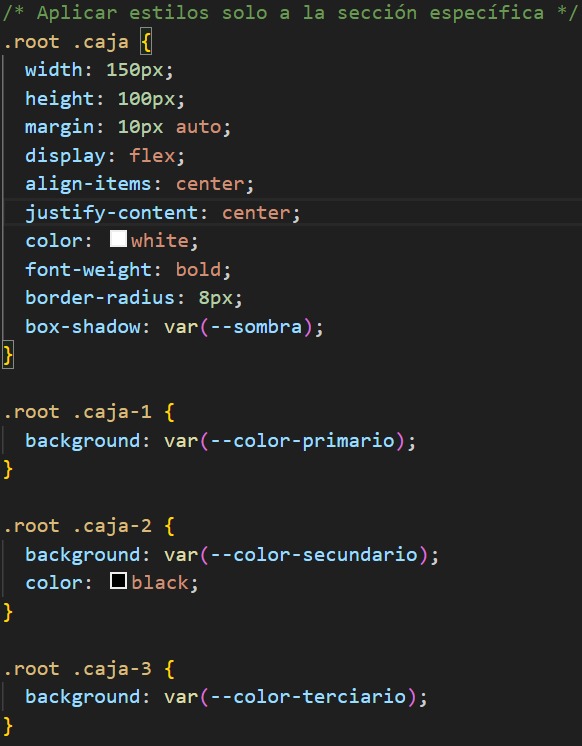 /* Aplicar estilos solo a la sección específica */
.root .caja {
  width: 150px;
  height: 100px;
  margin: 10px auto;
  display: flex;
  align-items: center;
  justify-content: center;
  color: white;
  font-weight: bold;
  border-radius: 8px;
  box-shadow: var(--sombra);
}

.root .caja-1 {
  background: var(--color-primario);
}

.root .caja-2 {
  background: var(--color-secundario);
  color: black;
}

.root .caja-3 {
  background: var(--color-terciario);
}